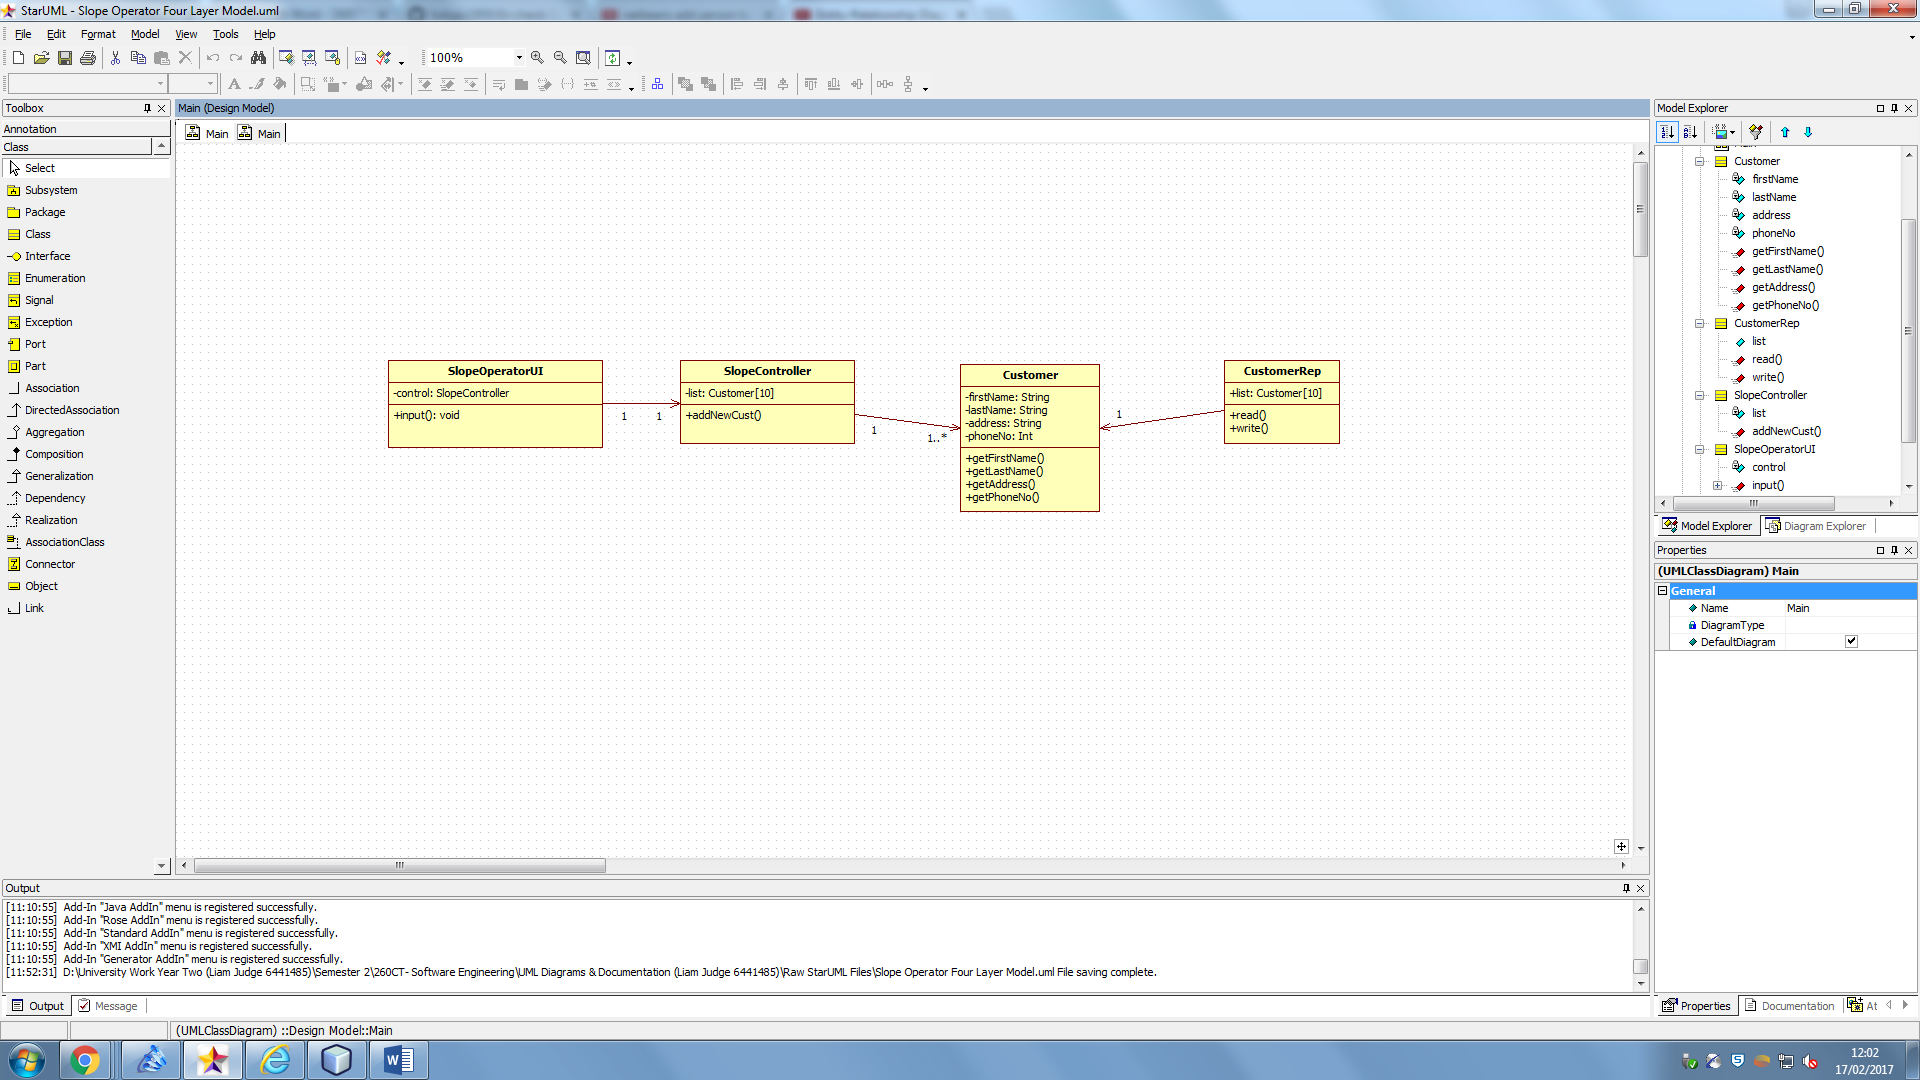 StarUML - Slope Operator Four Layer Model.uml
File Edit Format Model View Tools Help
100%
Toolbox
Annotation
Class
Select
Subsystem
Package
Class
Interface
Enumeration
Signal
Exception
Port
Part
Association
DirectedAssociation
Aggregation
Composition
Generalization
Dependency
Realization
AssociationClass
Connector
Object
Link
Main (Design Model)
Main Main
SlopeOperatorUI
-control: SlopeController
+input(): void
1 1
SlopeController
-list: Customer[10]
+addNewCust()
1 1..*
Customer
-firstName: String
-lastName: String
-address: String
-phoneNo: Int
+getFirstName()
+getLastName()
+getAddress()
+getPhoneNo()
1
CustomerRep
+list: Customer[10]
+read()
+write()
Model Explorer
Main
Customer
firstName
lastName
address
phoneNo
getFirstName()
getLastName()
getAddress()
getPhoneNo()
CustomerRep
list
read()
write()
SlopeController
list
addNewCust()
SlopeOperatorUI
control
input()
Model Explorer Diagram Explorer
Properties
(UMLClassDiagram) Main
General
Name Main
DiagramType
DefaultDiagram
Properties Documentation At
Output
[11:10:55] Add-In "Java AddIn" menu is registered successfully.
[11:10:55] Add-In "Rose AddIn" menu is registered successfully.
[11:10:55] Add-In "Standard AddIn" menu is registered successfully.
[11:10:55] Add-In "XMI AddIn" menu is registered successfully.
[11:10:55] Add-In "Generator AddIn" menu is registered successfully.
[11:52:31] D:\University Work Year Two (Liam Judge 6441485)\Semester 2\260CT- Software Engineering\UML Diagrams & Documentation (Liam Judge 6441485)\Raw StarUML Files\Slope Operator Four Layer Model.uml File saving complete.
Output Message
(UMLClassDiagram) ::Design Model::Main
12:02
17/02/2017